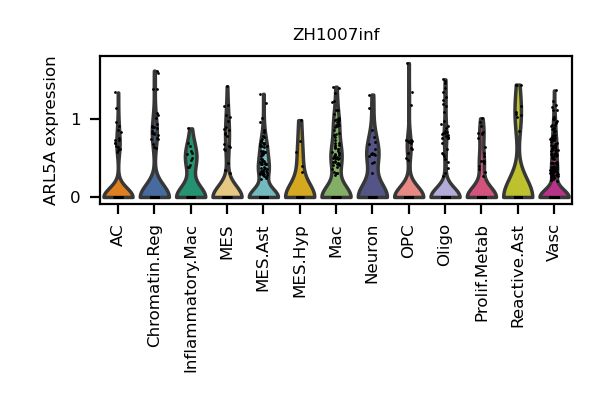 ZH1007inf
ARL5A expression
1
0
AC
Chromatin.Reg
Inflammatory.Mac
MES
MES.Ast
MES.Hyp
Mac
Neuron
OPC
Oligo
Prolif.Metab
Reactive.Ast
Vasc